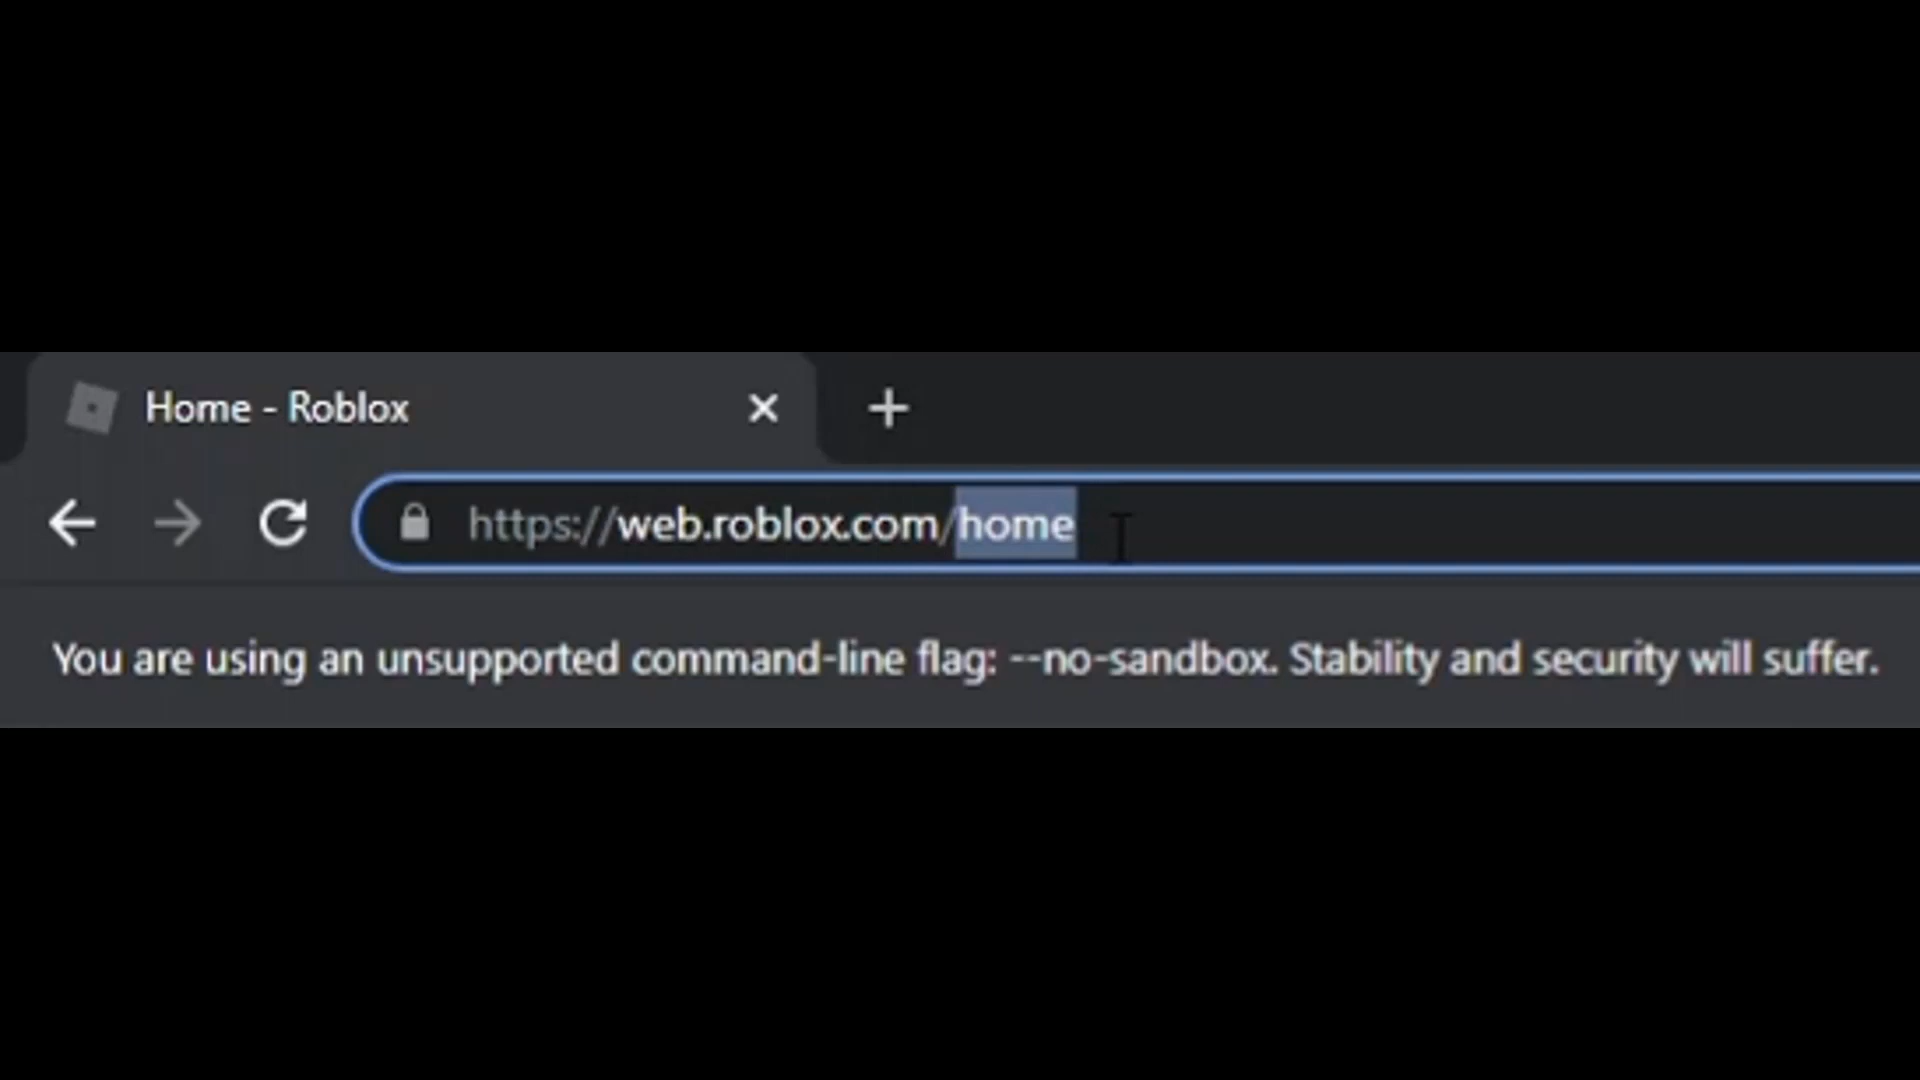 Home - Roblox
https://web.roblox.com/home
You are using an unsupported command-line flag: --no-sandbox. Stability and security will suffer.